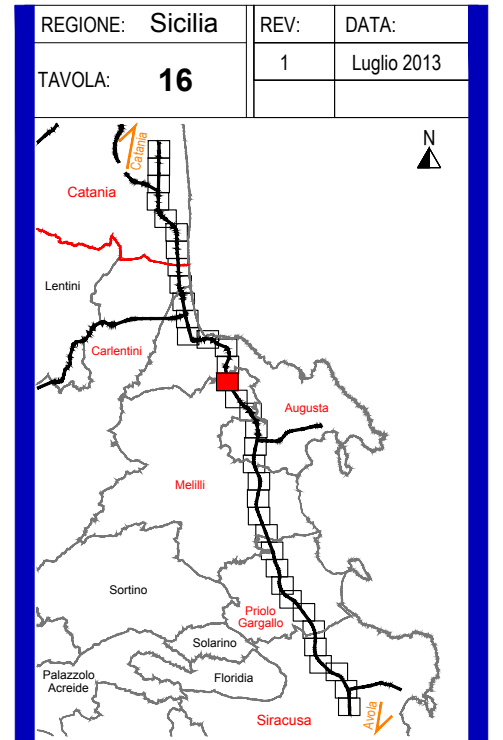 REGIONE: Sicilia REV: DATA:
TAVOLA: 16 1 Luglio 2013
N
Catania
Catania
Lentini
Carlentini
Augusta
Melilli
Sortino
Priolo
Gargallo
Solarino
Palazzolo
Acreide
Floridia
Siracusa
Avola